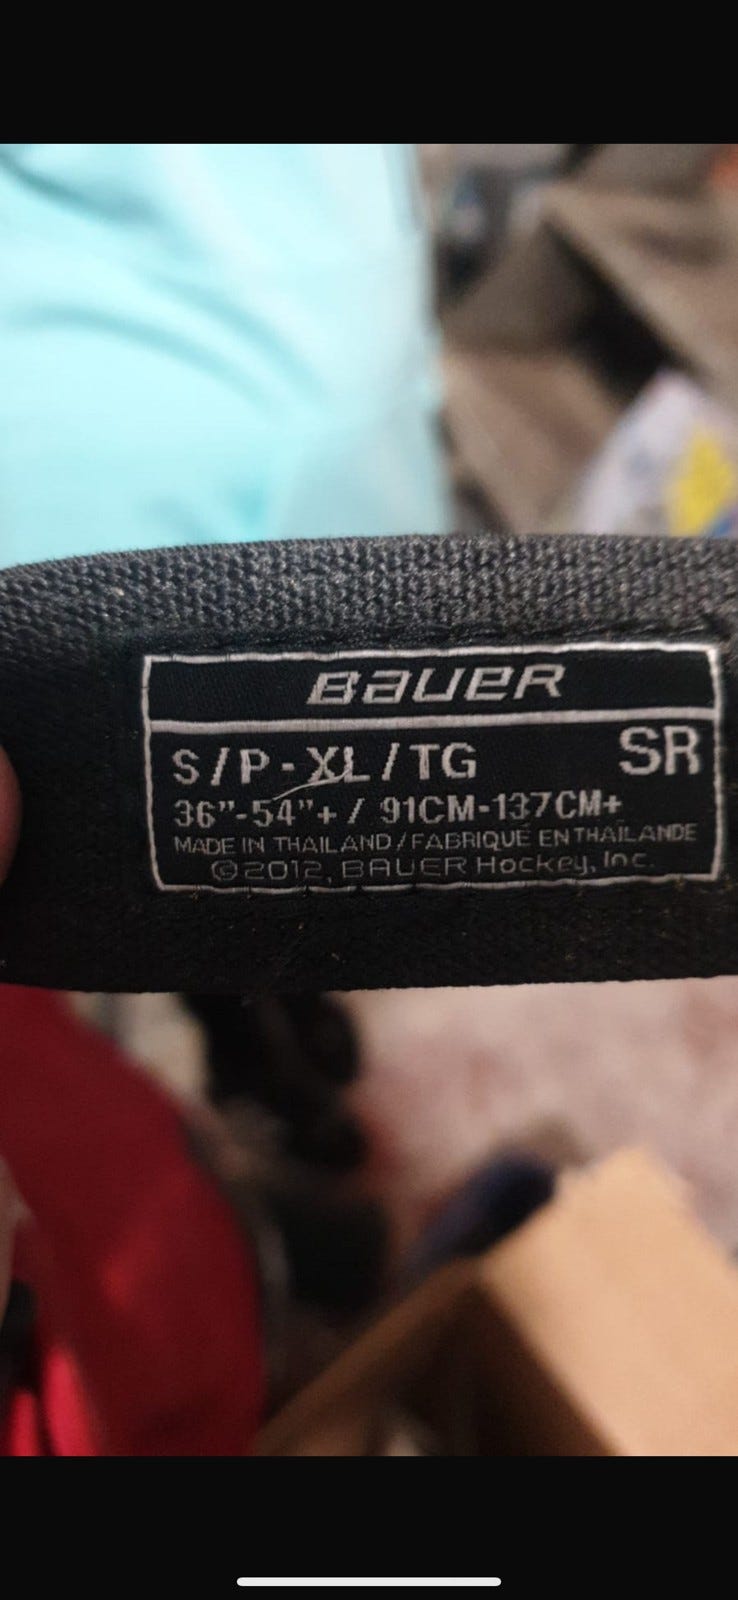 BAUER
S/P-XL/TG SR
36"-54"+ / 91CM-137CM+
MADE IN THAILAND/FABRIQUÉ EN THAÏLANDE
©2012, BAUER Hockey, Inc.